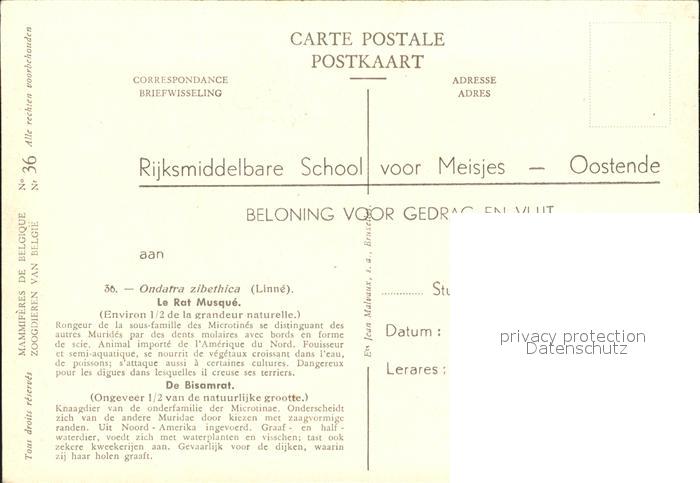 CARTE POSTALE
POSTKAART
CORRESPONDANCE
BRIEFWISSELING
ADRESSE
ADRES
Rijksmiddelbare School voor Meisjes — Oostende
BELONING VOOR GEDRAG EN VLIJT
aan
36. — Ondatra zibethica (Linné).
Le Rat Musqué.
(Environ 1/2 de la grandeur naturelle.)
Rongeur de la sous-famille des Microtinés se distinguant des
autres Muridés par des dents molaires avec bords en forme
de scie. Animal importé de l'Amérique du Nord. Fouisseur
et semi-aquatique, se nourrit de végétaux croissant dans l'eau,
de poissons; s'attaque aussi à certaines cultures. Dangereux
pour les digues dans lesquelles il creuse ses terriers.
De Bisamrat.
(Ongeveer 1/2 van de natuurlijke grootte.)
Knaagdier van de onderfamilie der Microtinae. Onderscheidt
zich van de andere Muridae door kiezen met zaagvormige
randen. Uit Noord-Amerika ingevoerd. Graaf- en half-
waterdier, voedt zich met waterplanten en visschen; tast ook
zekere kweekerijen aan. Gevaarlijk voor de dijken, waarin
zij haar holen graaft.
Stu
Datum :
Lerares :
Ets Jean Malvaux, s. a., Bruxelles.
Tous droits réservés
MAMMIFÈRES DE BELGIQUE
ZOOGDIEREN VAN BELGIË
No
Nr 36
Alle rechten voorbehouden
privacy protection
Datenschutz